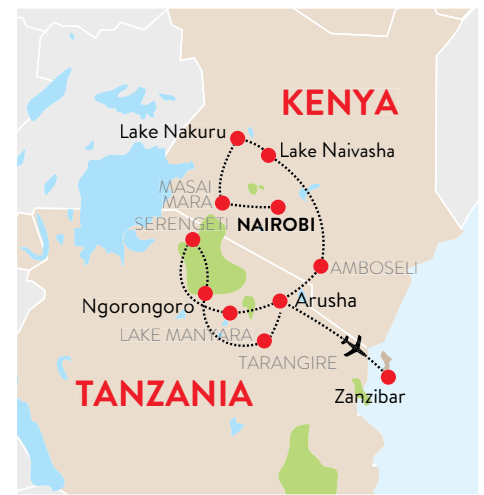 KENYA
Lake Nakuru
Lake Naivasha
MASAI
MARA
SERENGETI
NAIROBI
AMBOSELI
Ngorongoro
Arusha
LAKE MANYARA
TARANGIRE
TANZANIA
Zanzibar